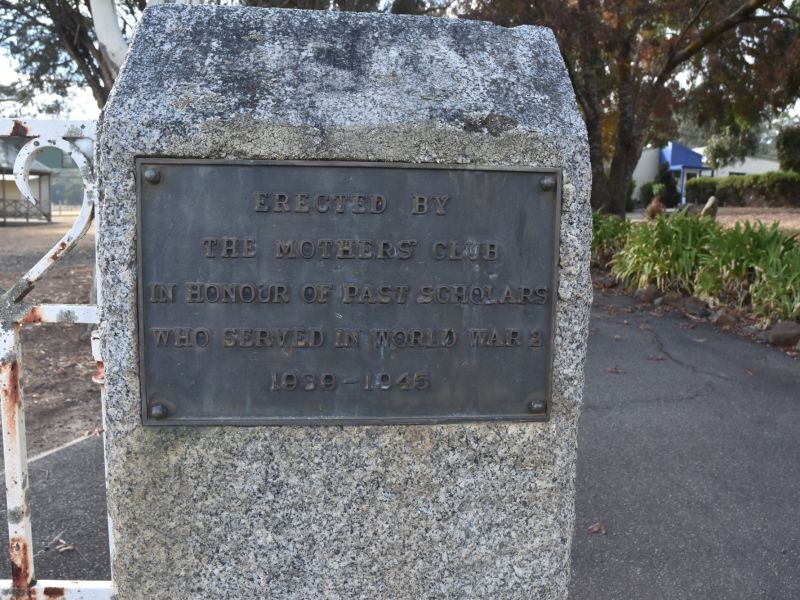 ERECTED BY
THE MOTHERS' CLUB
IN HONOUR OF PAST SCHOLARS
WHO SERVED IN WORLD WAR 2
1939-1945